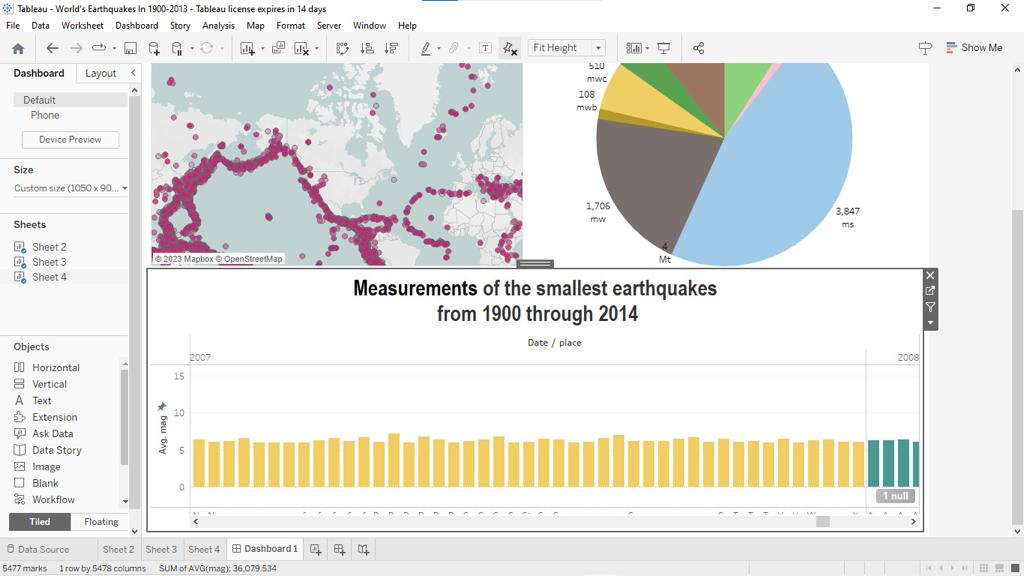 Tableau - World's Earthquakes In 1900-2013 - Tableau license expires in 14 days
File Data Worksheet Dashboard Story Analysis Map Format Server Window Help
Fit Height
Show Me
Dashboard Layout
Default
Phone
Device Preview
Size
Custom size (1050 x 90...
Sheets
Sheet 2
Sheet 3
Sheet 4
Objects
Horizontal
Vertical
Text
Extension
Ask Data
Data Story
Image
Blank
Workflow
Tiled Floating
© 2023 Mapbox © OpenStreetMap
510
mwc
108
mwb
1,706
mw
4
Mt
3,847
ms
Measurements of the smallest earthquakes
from 1900 through 2014
Date / place
2007 2008
Avg. mag
15
10
5
0
1 null
Data Source Sheet 2 Sheet 3 Sheet 4 Dashboard 1
5477 marks 1 row by 5478 columns SUM of AVG(mag): 36,079.534